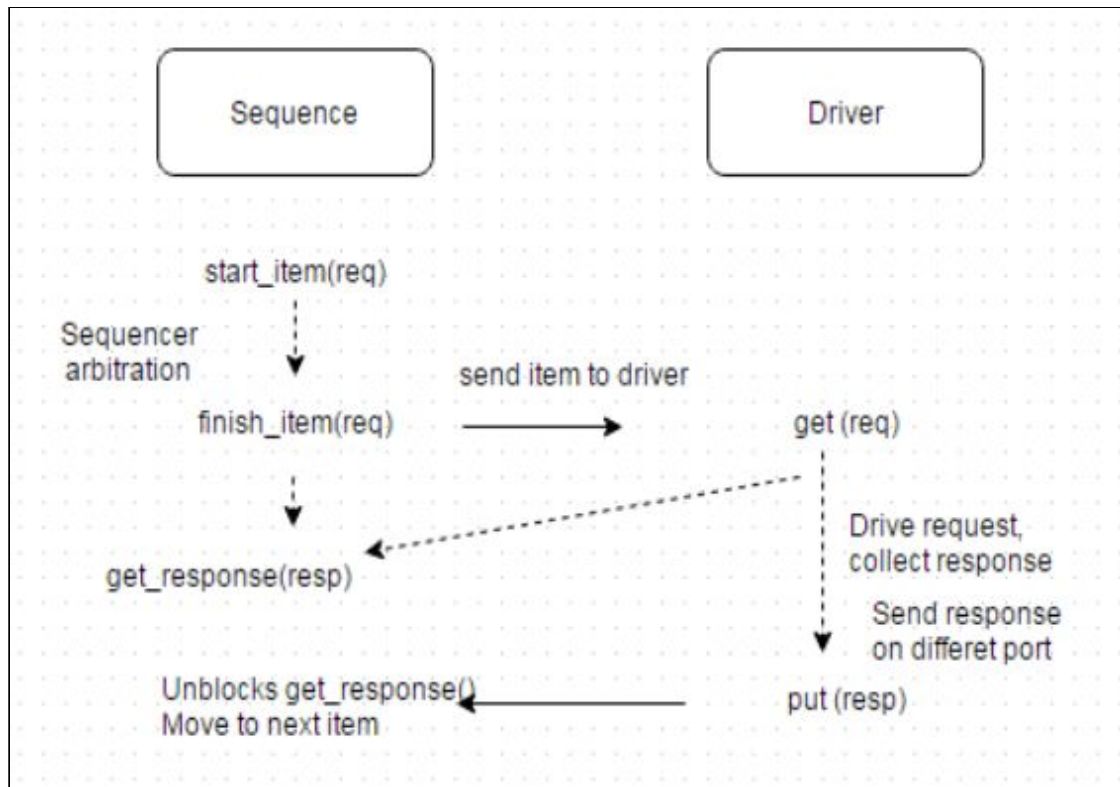 Sequence
Driver
start_item(req)
Sequencer
arbitration
send item to driver
finish_item(req)
get (req)
Drive request,
collect response
get_response(resp)
Send response
on differet port
Unblocks get_response()
Move to next item
put (resp)